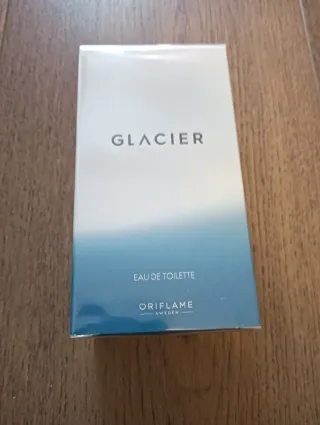 GLACIER
EAU DE TOILETTE
ORIFLAME
SWEDEN